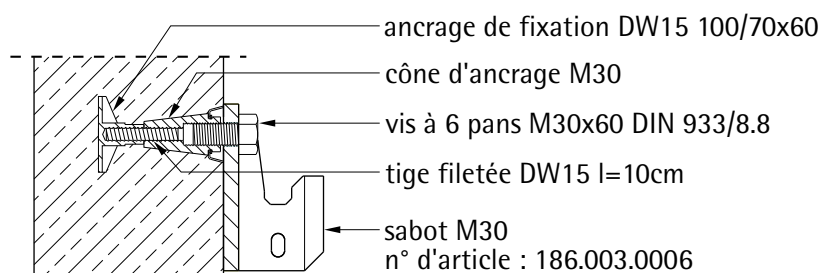 ancrage de fixation DW15 100/70x60
cône d'ancrage M30
vis à 6 pans M30x60 DIN 933/8.8
tige filetée DW15 l=10cm
sabot M30
n° d'article : 186.003.0006